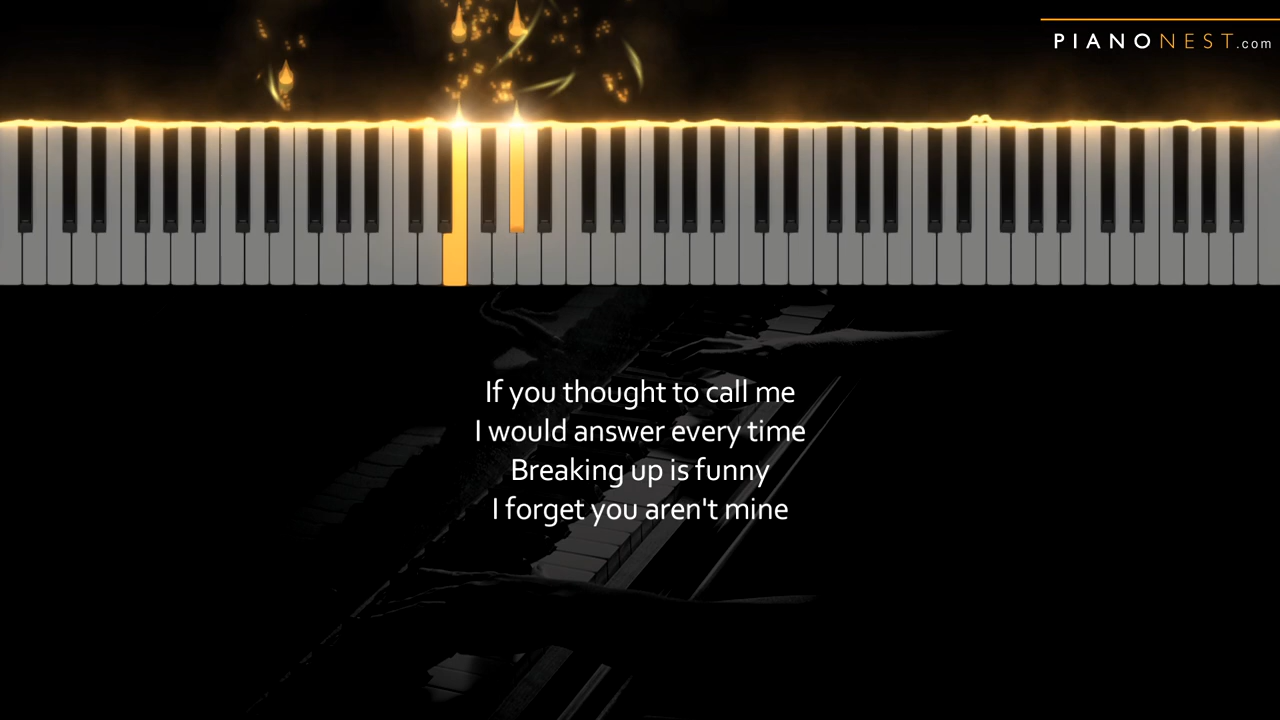 PIANONEST.com
If you thought to call me
I would answer every time
Breaking up is funny
I forget you aren't mine